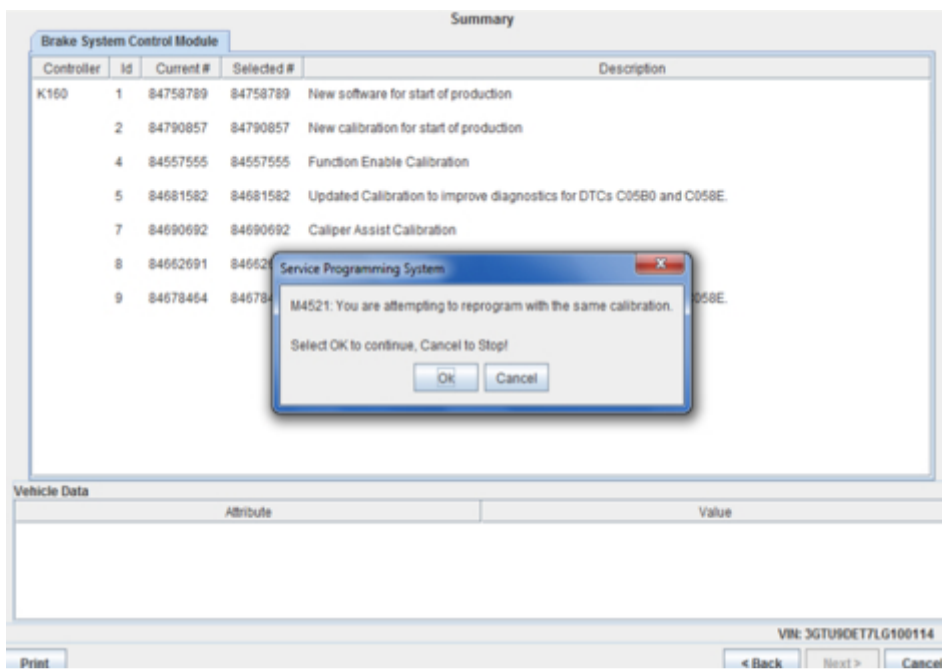 Summary
Brake System Control Module
Controller Id Current # Selected # Description
K160 1 84758789 84758789 New software for start of production
2 84790857 84790857 New calibration for start of production
4 84557555 84557555 Function Enable Calibration
5 84681582 84681582 Updated Calibration to improve diagnostics for DTCs C05B0 and C058E.
7 84690692 84690692 Caliper Assist Calibration
8 84662691
9 84678464
Service Programming System
M4521: You are attempting to reprogram with the same calibration.
Select OK to continue, Cancel to Stop!
Ok Cancel
Vehicle Data
Attribute Value
VIN: 3GTU9DET7LG100114
Print < Back Next > Cancel